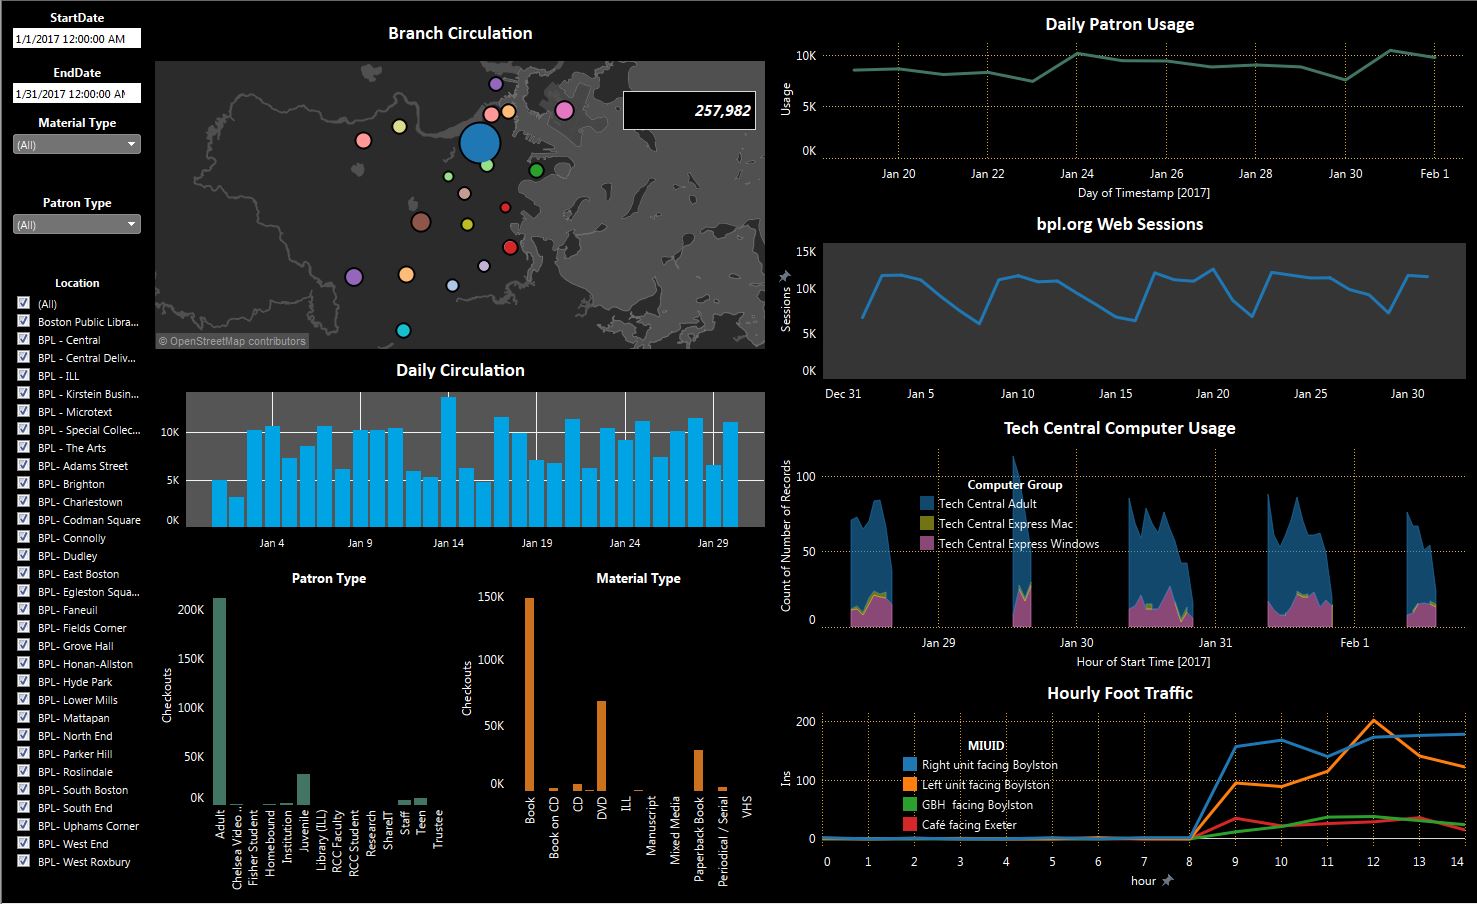 StartDate
1/1/2017 12:00:00 AM
EndDate
1/31/2017 12:00:00 AM
Material Type
(All)
Patron Type
(All)
Location
(All)
Boston Public Libra...
BPL - Central
BPL - Central Deliv...
BPL - ILL
BPL - Kirstein Busin...
BPL - Microtext
BPL - Special Collec...
BPL - The Arts
BPL- Adams Street
BPL- Brighton
BPL- Charlestown
BPL- Codman Square
BPL- Connolly
BPL- Dudley
BPL- East Boston
BPL- Egleston Squa...
BPL- Faneuil
BPL- Fields Corner
BPL- Grove Hall
BPL- Honan-Allston
BPL- Hyde Park
BPL- Lower Mills
BPL- Mattapan
BPL- North End
BPL- Parker Hill
BPL- Roslindale
BPL- South Boston
BPL- South End
BPL- Uphams Corner
BPL- West End
BPL- West Roxbury
Branch Circulation
257,982
© OpenStreetMap contributors
Daily Circulation
10K
5K
0K
Jan 4
Jan 9
Jan 14
Jan 19
Jan 24
Jan 29
Patron Type
Checkouts
200K
150K
100K
50K
0K
Adult
Chelsea Video..
Fisher Student
Homebound
Institution
Juvenile
Library (ILL)
RCC Faculty
RCC Student
Research
ShareIT
Staff
Teen
Trustee
Material Type
Checkouts
150K
100K
50K
0K
Book
Book on CD
CD
DVD
ILL
Manuscript
Mixed Media
Paperback Book
Periodical / Serial
VHS
Daily Patron Usage
Usage
10K
5K
0K
Jan 20
Jan 22
Jan 24
Jan 26
Jan 28
Jan 30
Feb 1
Day of Timestamp [2017]
bpl.org Web Sessions
Sessions
15K
10K
5K
0K
Dec 31
Jan 5
Jan 10
Jan 15
Jan 20
Jan 25
Jan 30
Tech Central Computer Usage
Count of Number of Records
100
50
0
Computer Group
Tech Central Adult
Tech Central Express Mac
Tech Central Express Windows
Jan 29
Jan 30
Jan 31
Feb 1
Hour of Start Time [2017]
Hourly Foot Traffic
Ins
200
100
0
MIUID
Right unit facing Boylston
Left unit facing Boylston
GBH facing Boylston
Café facing Exeter
0
1
2
3
4
5
6
7
8
9
10
11
12
13
14
hour